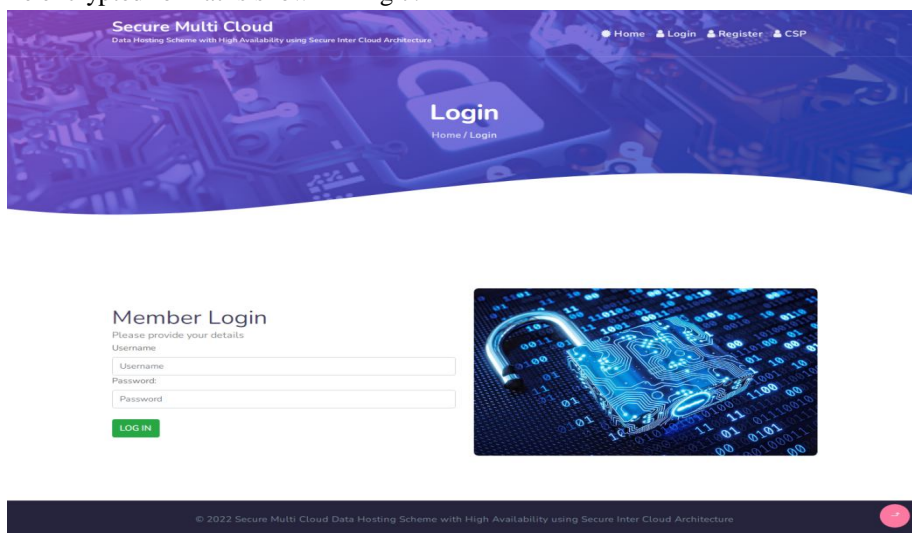 Secure Multi Cloud
Data Hosting Scheme with High Availability using Secure Inter Cloud Architecture
Home Login Register CSP
Login
Home / Login
Member Login
Please provide your details
Username
Username
Password:
Password
LOG IN
© 2022 Secure Multi Cloud Data Hosting Scheme with High Availability using Secure Inter Cloud Architecture